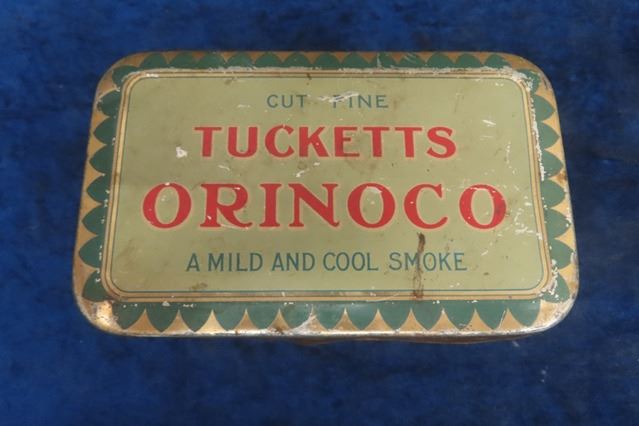 CUT FINE
TUCKETTS
ORINOCO
A MILD AND COOL SMOKE